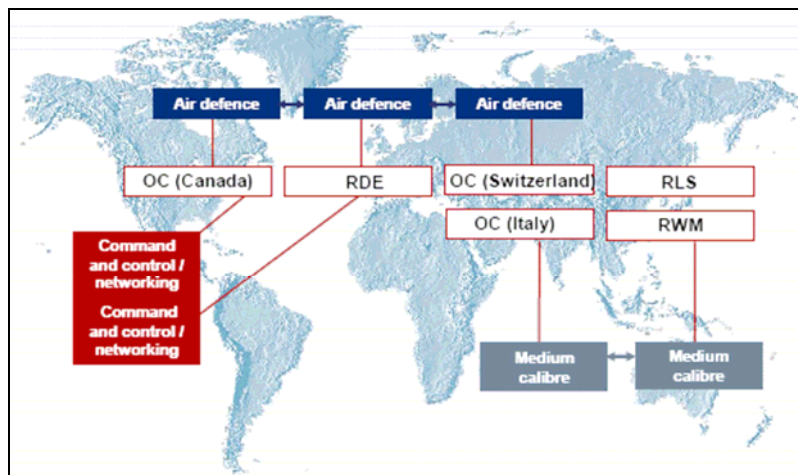 Air defence
Air defence
Air defence
OC (Canada)
RDE
OC (Switzerland)
RLS
OC (Italy)
RWM
Command
and control /
networking
Command
and control /
networking
Medium
calibre
Medium
calibre